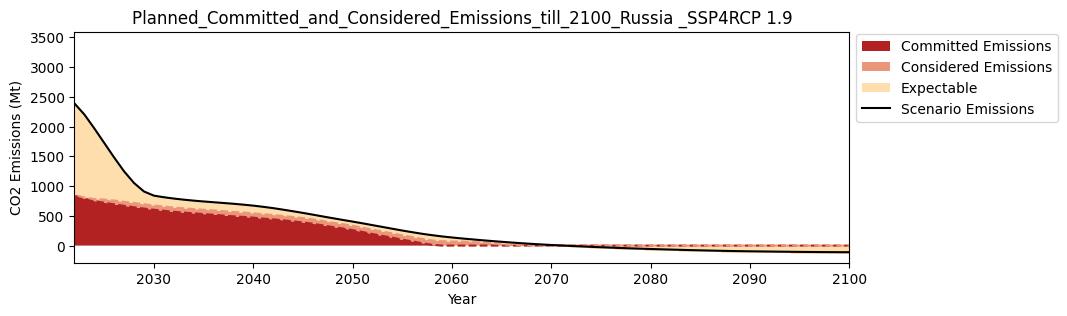 Planned_Committed_and_Considered_Emissions_till_2100_Russia _SSP4RCP 1.9
CO2 Emissions (Mt)
3500
3000
2500
2000
1500
1000
500
0
2030 2040 2050 2060 2070 2080 2090 2100
Year
Committed Emissions
Considered Emissions
Expectable
Scenario Emissions